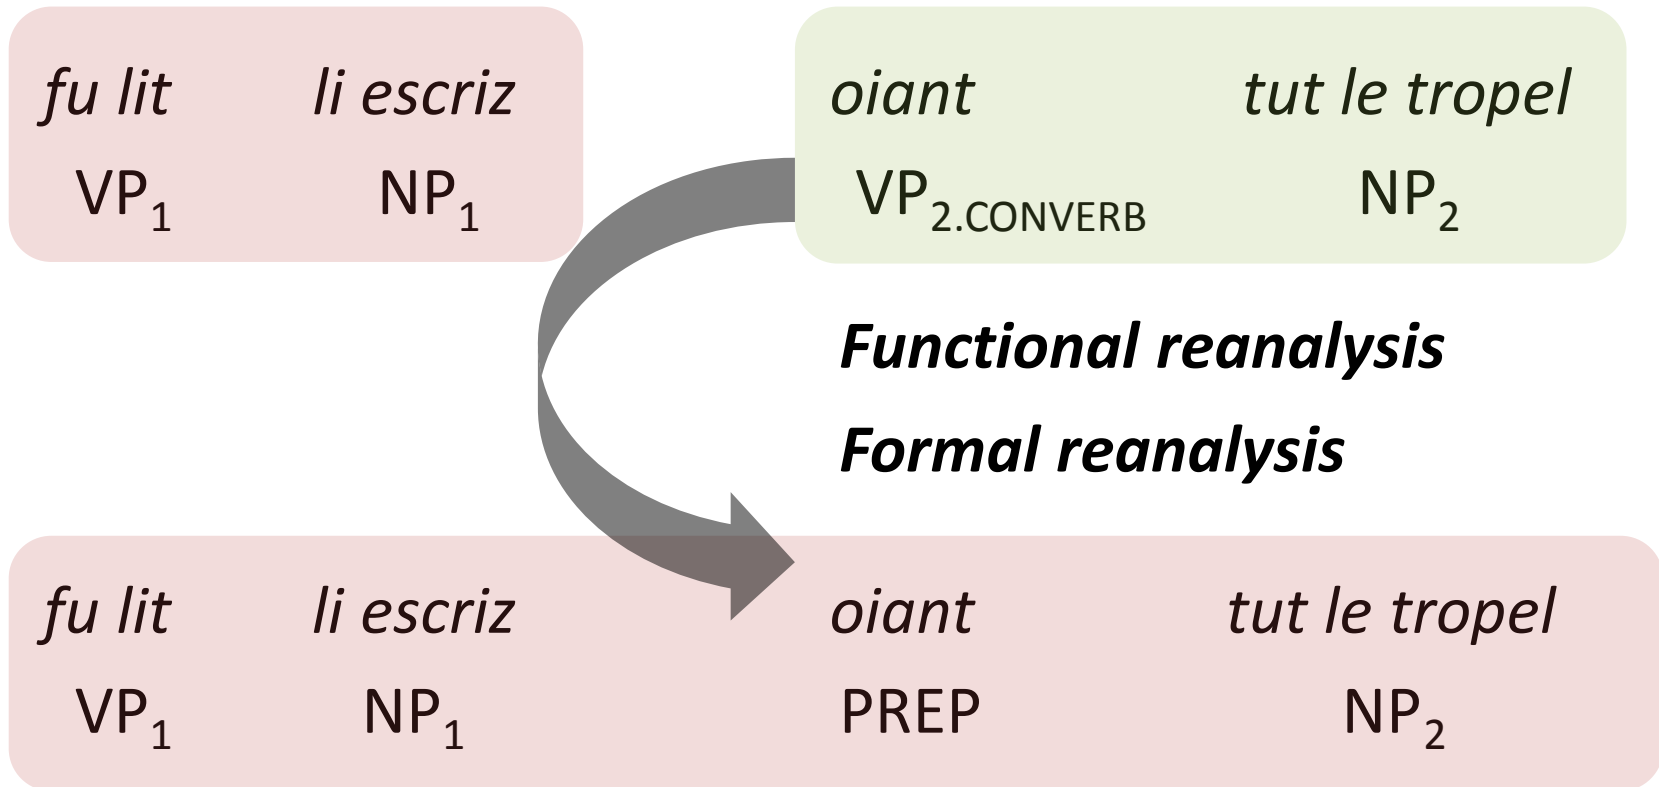 fu lit li escriz oiant tut le tropel
VP1 NP1 VP2.CONVERB NP2
Functional reanalysis
Formal reanalysis
fu lit li escriz oiant tut le tropel
VP1 NP1 PREP NP2